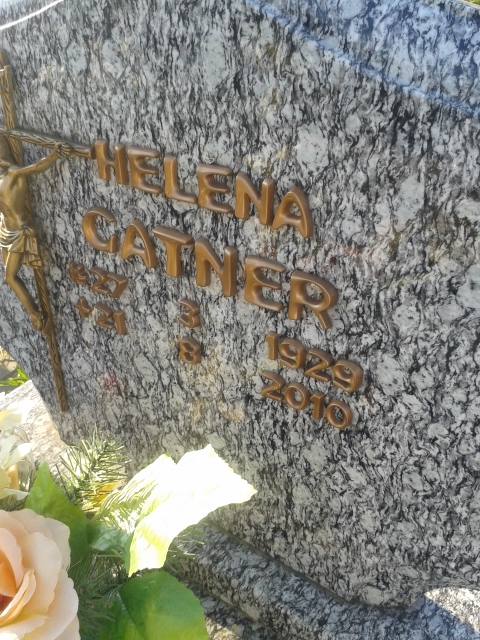 HELENA
GATNER
*27 3 1929
+21 8 2010